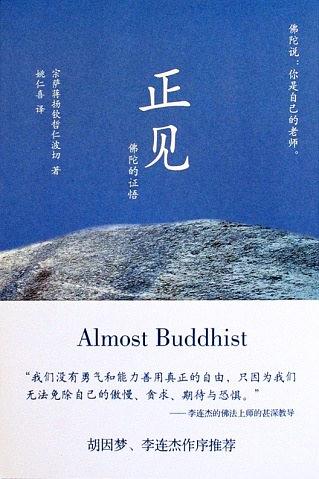 佛陀说：你是自己的老师。
正见
佛陀的证悟
宗萨蒋扬钦哲仁波切 著
姚仁喜 译
Almost Buddhist
“我们没有勇气和能力善用真正的自由，只因为我们
无法免除自己的傲慢、贪求、期待与恐惧。”
——李连杰的佛法上师的甚深教导
胡因梦、李连杰作序推荐